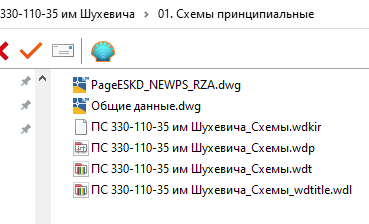 330-110-35 им Шухевича > 01. Схемы принципиальные
PageESKD_NEWPS_RZA.dwg
Общие данные.dwg
ПС 330-110-35 им Шухевича_Схемы.wdkir
ПС 330-110-35 им Шухевича_Схемы.wdp
ПС 330-110-35 им Шухевича_Схемы.wdt
ПС 330-110-35 им Шухевича_Схемы_wdtitle.wdl